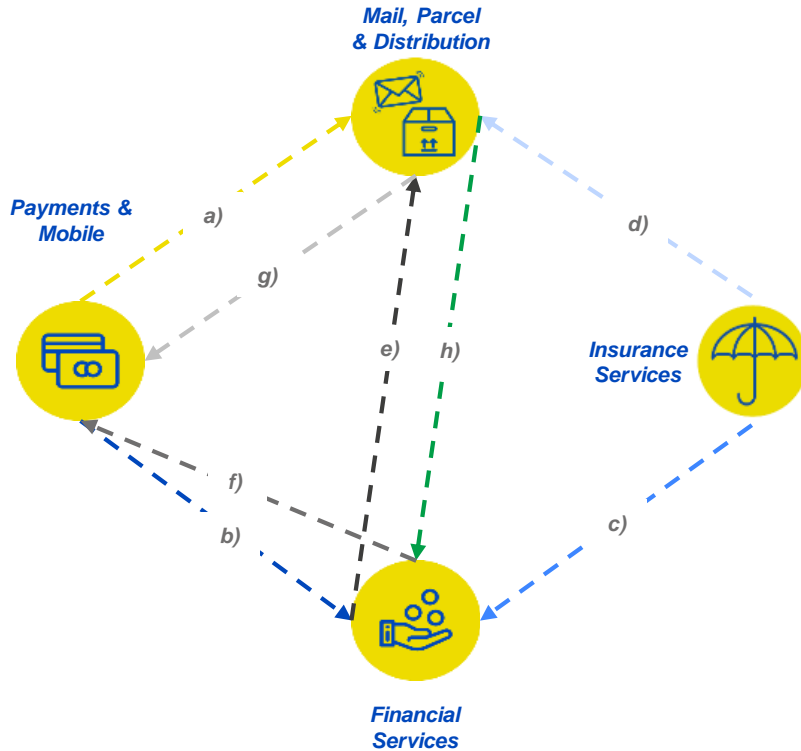 Mail, Parcel
& Distribution
Payments &
Mobile
a)
d)
g)
e)
h)
Insurance
Services
f)
b)
c)
Financial
Services